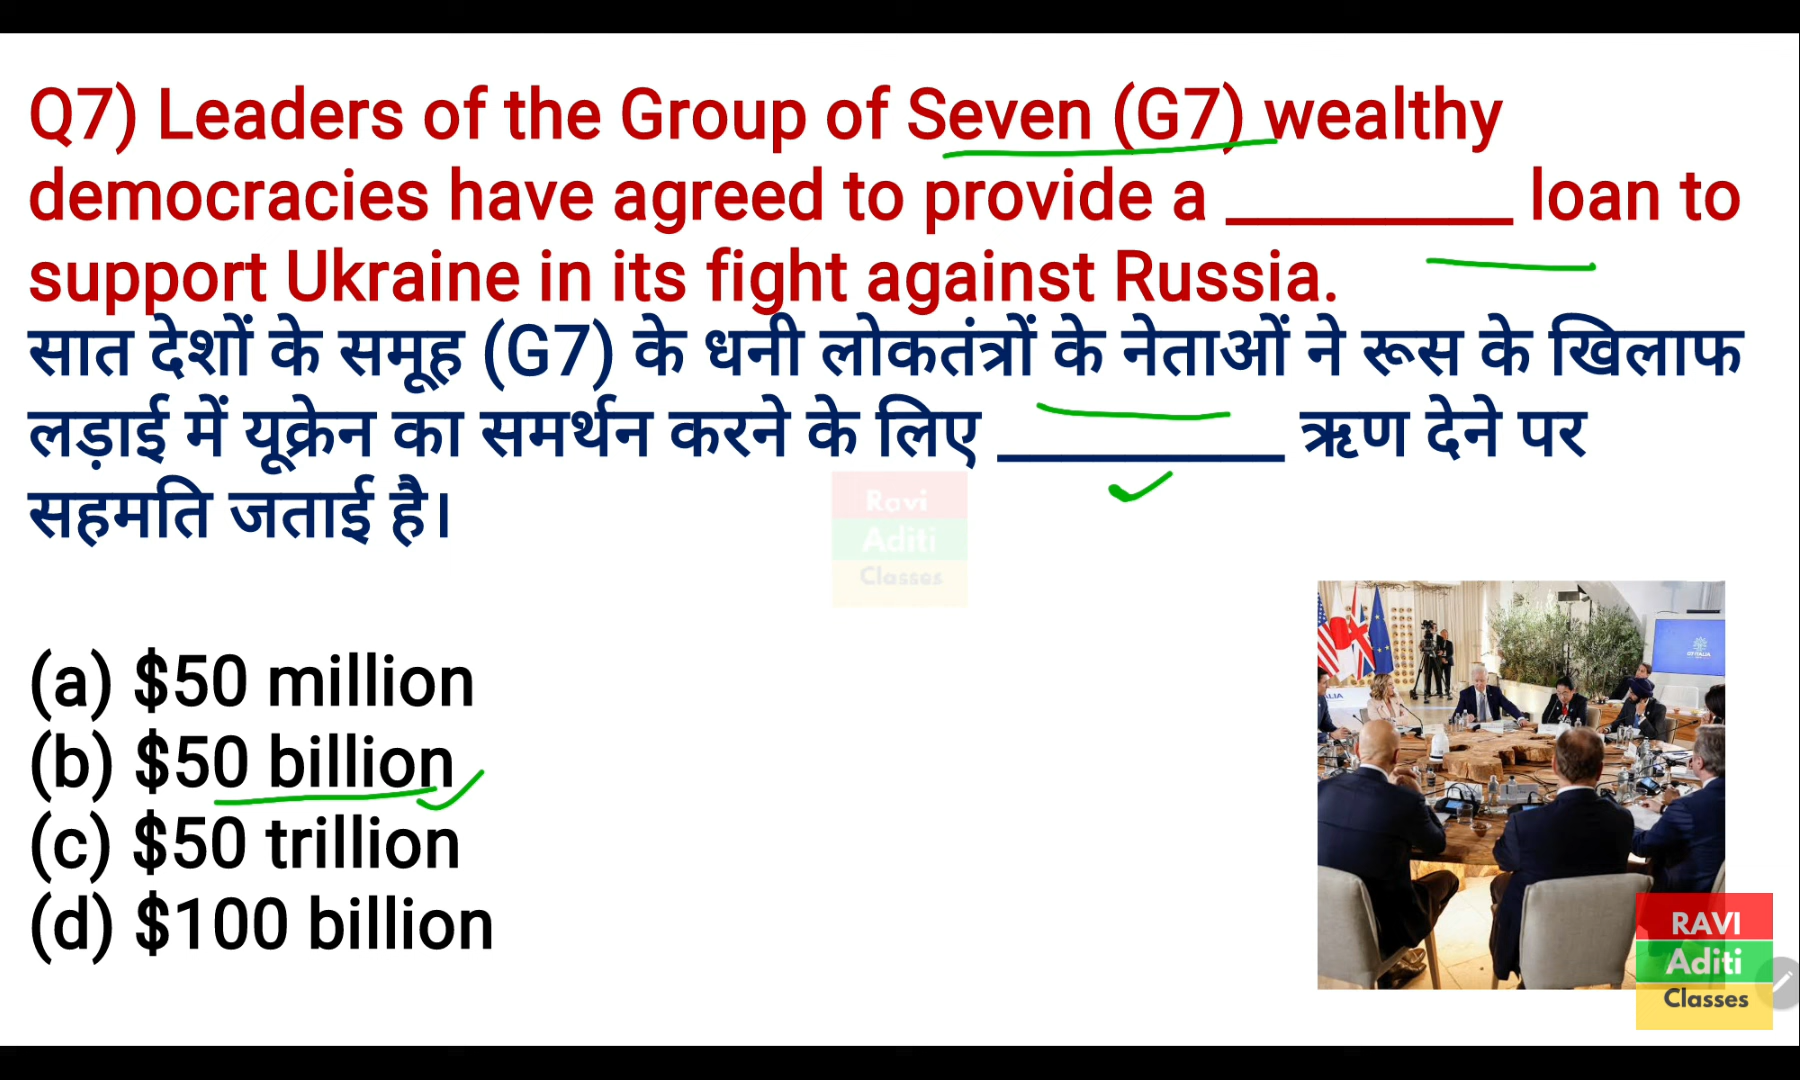 Q7) Leaders of the Group of Seven (G7) wealthy
democracies have agreed to provide a _________ loan to
support Ukraine in its fight against Russia.
सात देशों के समूह (G7) के धनी लोकतंत्रों के नेताओं ने रूस के खिलाफ
लड़ाई में यूक्रेन का समर्थन करने के लिए _________ ऋण देने पर
सहमति जताई है।
Ravi
Aditi
Classes
(a) $50 million
(b) $50 billion
(c) $50 trillion
(d) $100 billion
RAVI
Aditi
Classes